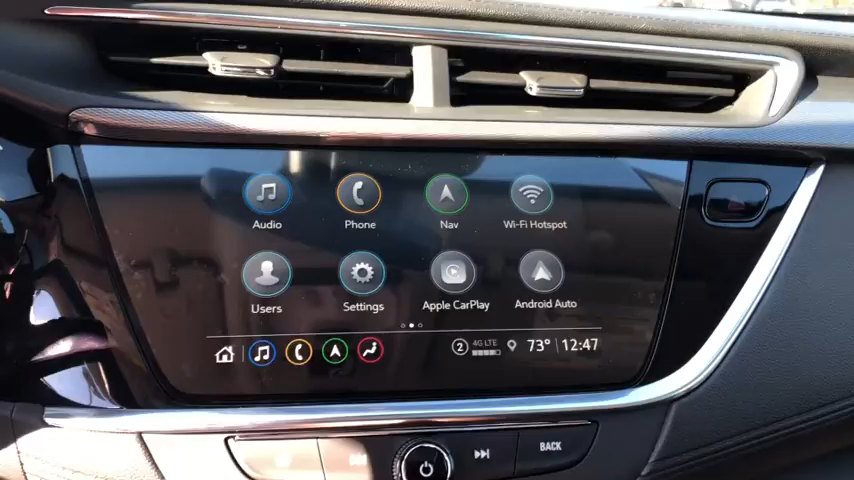 Audio Phone Nav Wi-Fi Hotspot
Users Settings Apple CarPlay Android Auto
2 4G LTE 73° 12:47
BACK